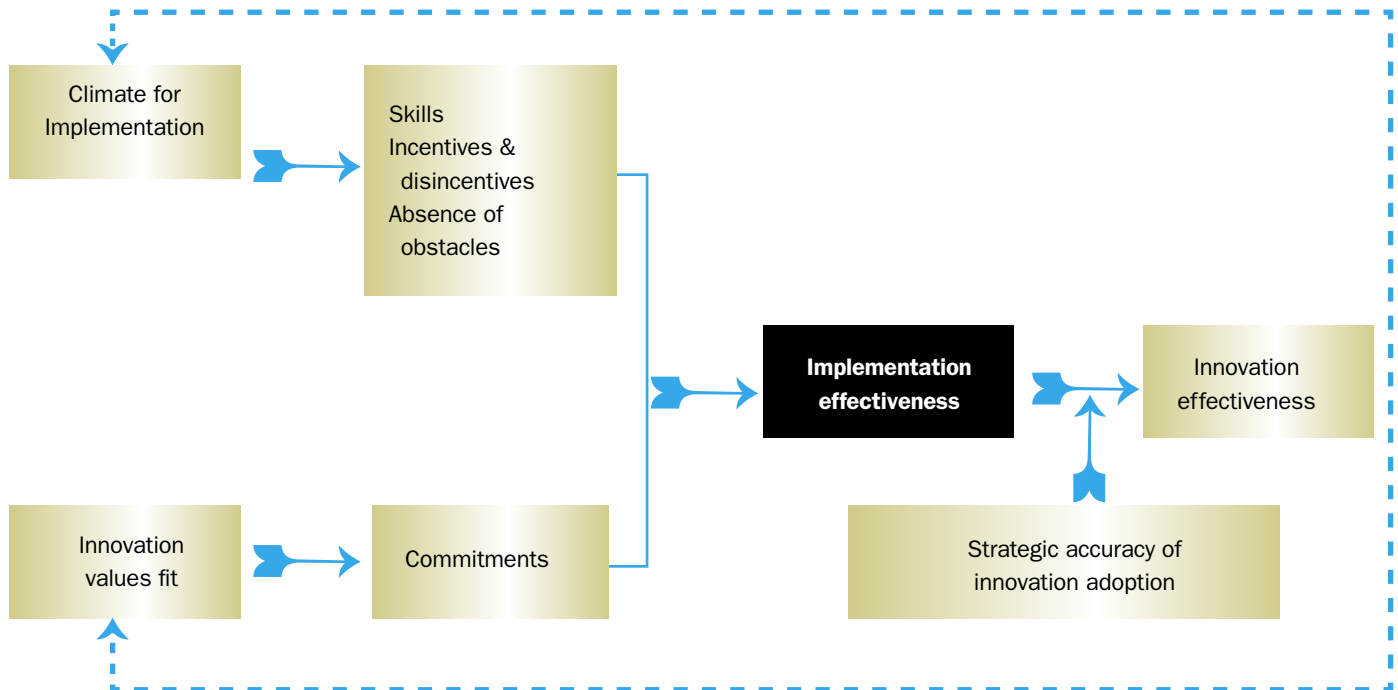 Climate for
Implementation
Skills
Incentives &
disincentives
Absence of
obstacles
Implementation
effectiveness
Innovation
effectiveness
Innovation
values fit
Commitments
Strategic accuracy of
innovation adoption